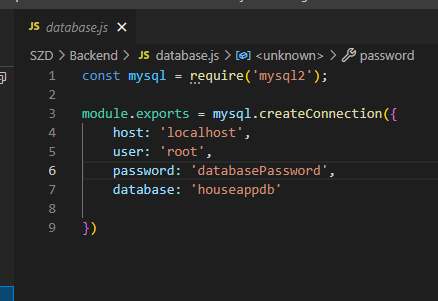 JS database.js
SZD > Backend > JS database.js > <unknown> > password
1 const mysql = require('mysql2');
2
3 module.exports = mysql.createConnection({
4 host: 'localhost',
5 user: 'root',
6 password: 'databasePassword',
7 database: 'houseappdb'
8
9 })